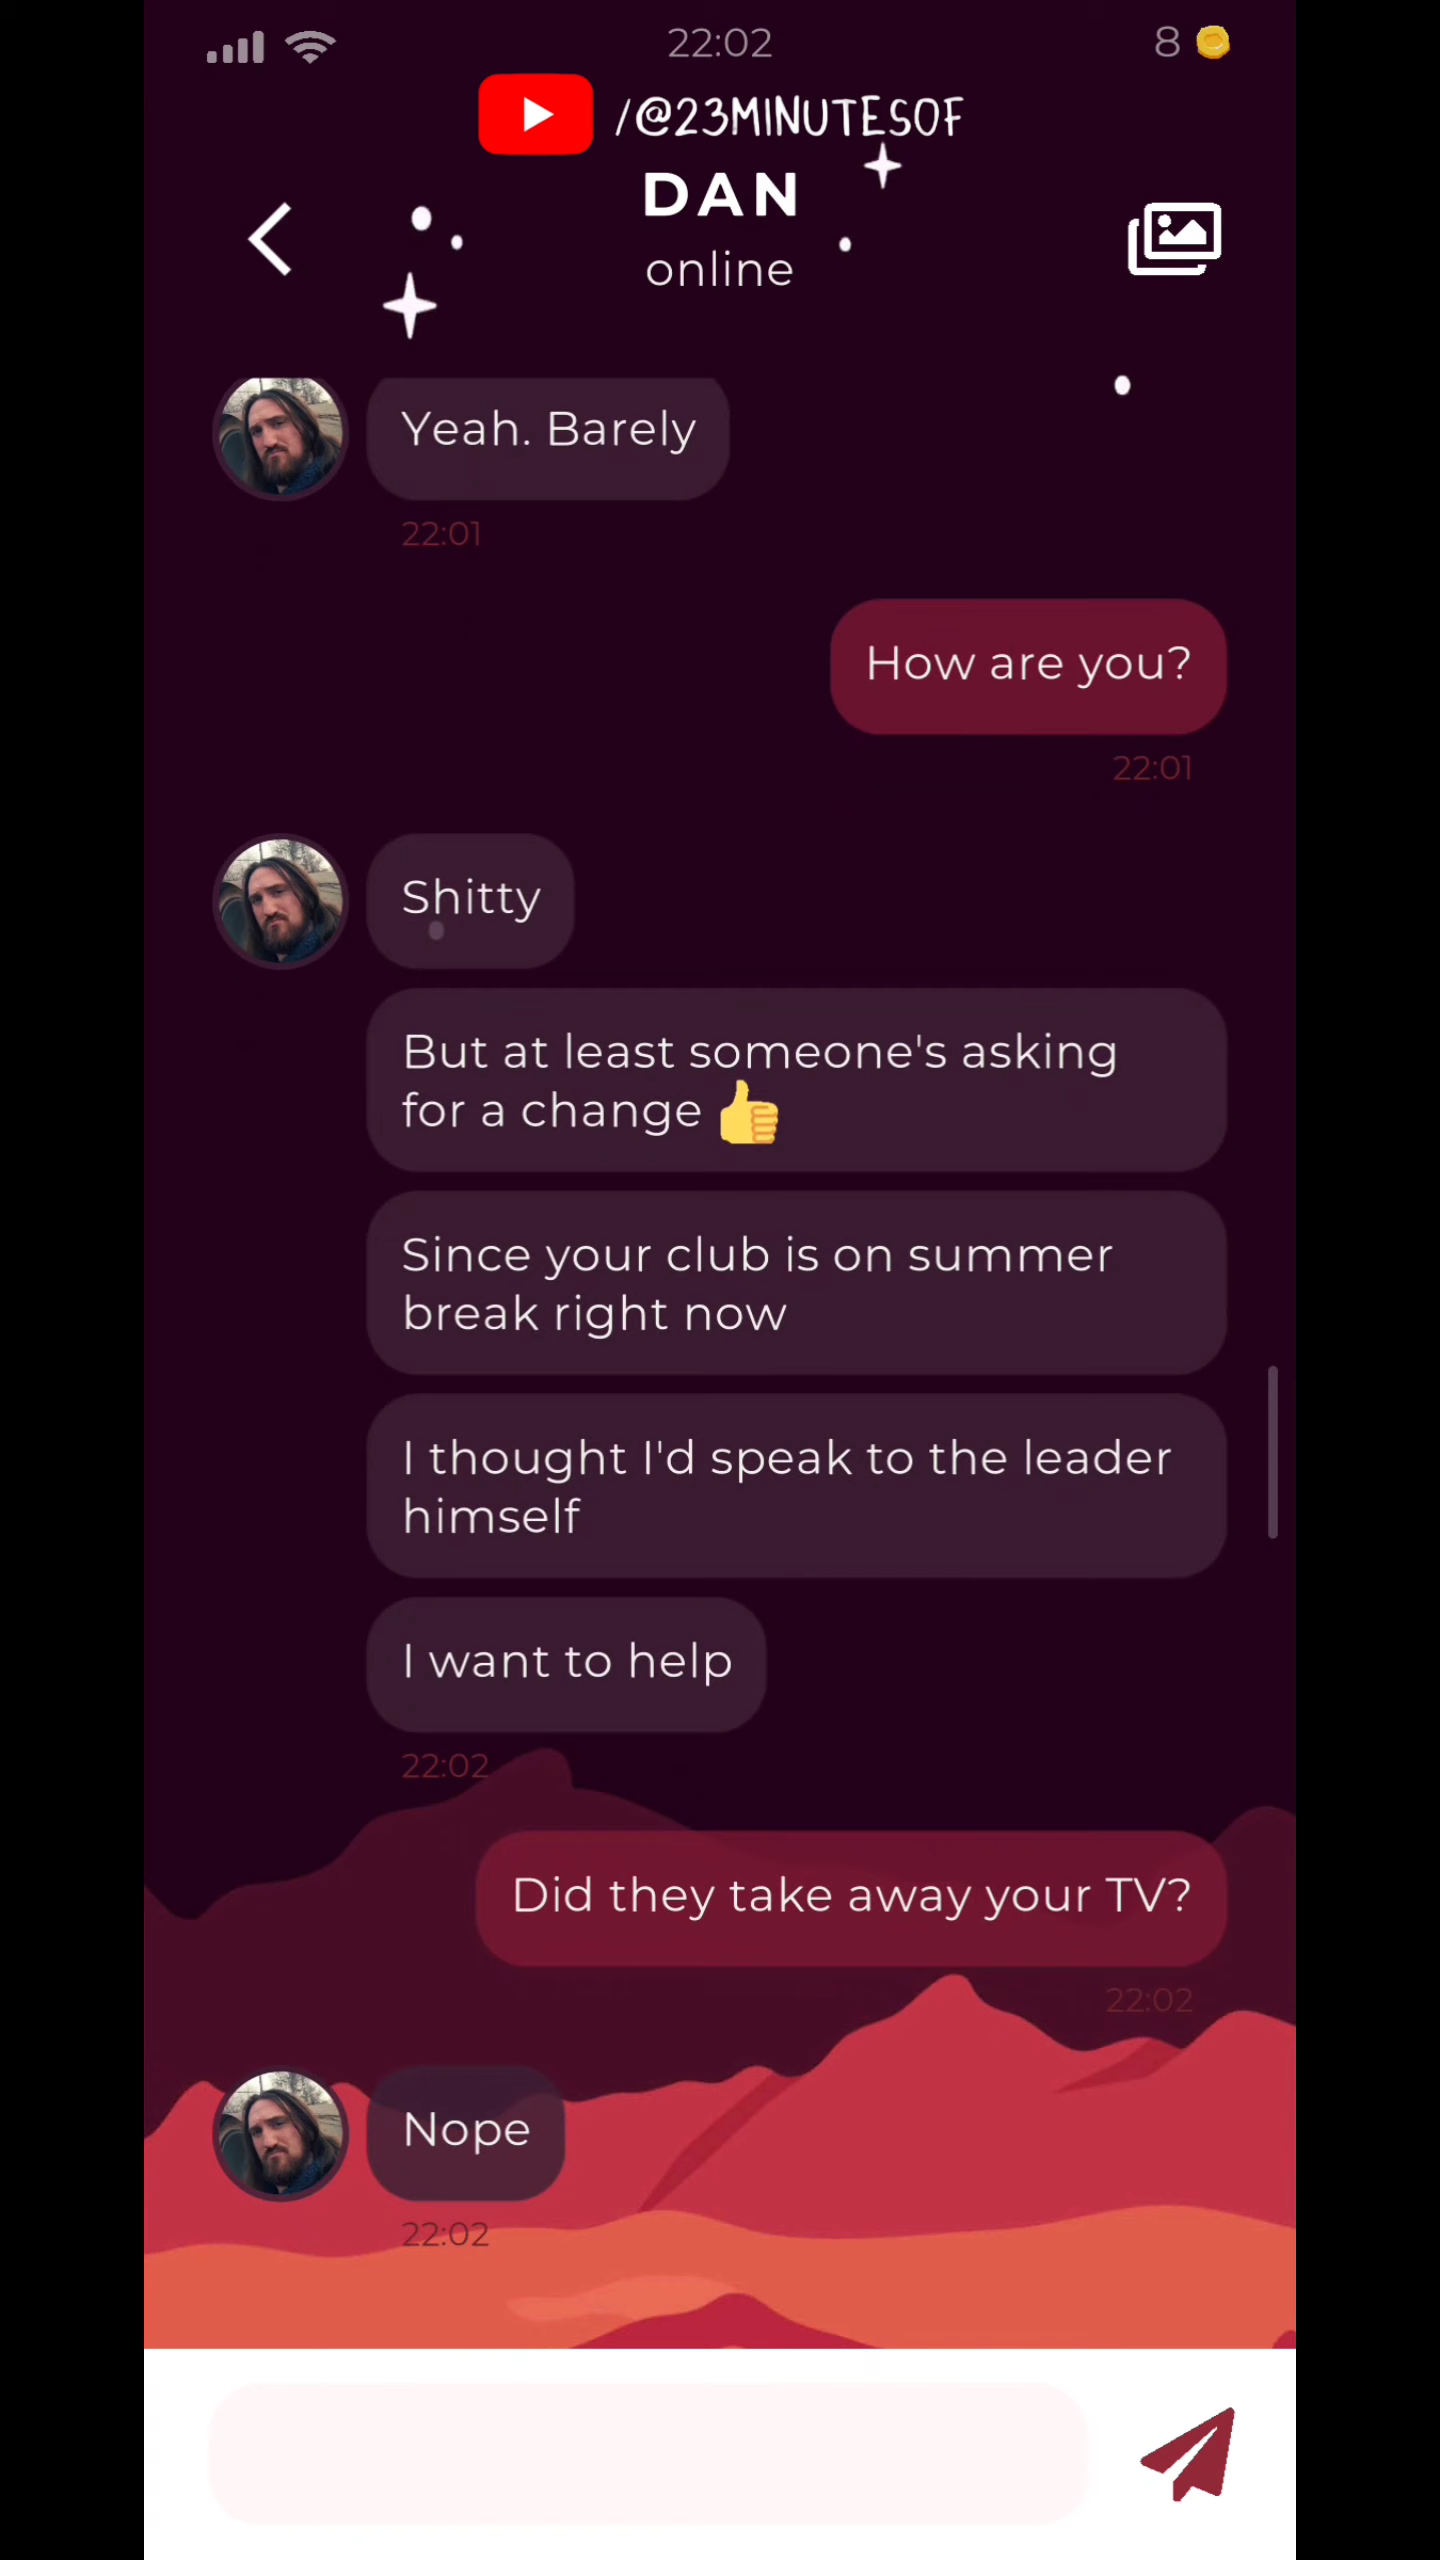 22:02
8
/@23MINUTESOF
DAN
online
Yeah. Barely
22:01
How are you?
22:01
Shitty
But at least someone's asking
for a change 👍
Since your club is on summer
break right now
I thought I'd speak to the leader
himself
I want to help
22:02
Did they take away your TV?
22:02
Nope
22:02